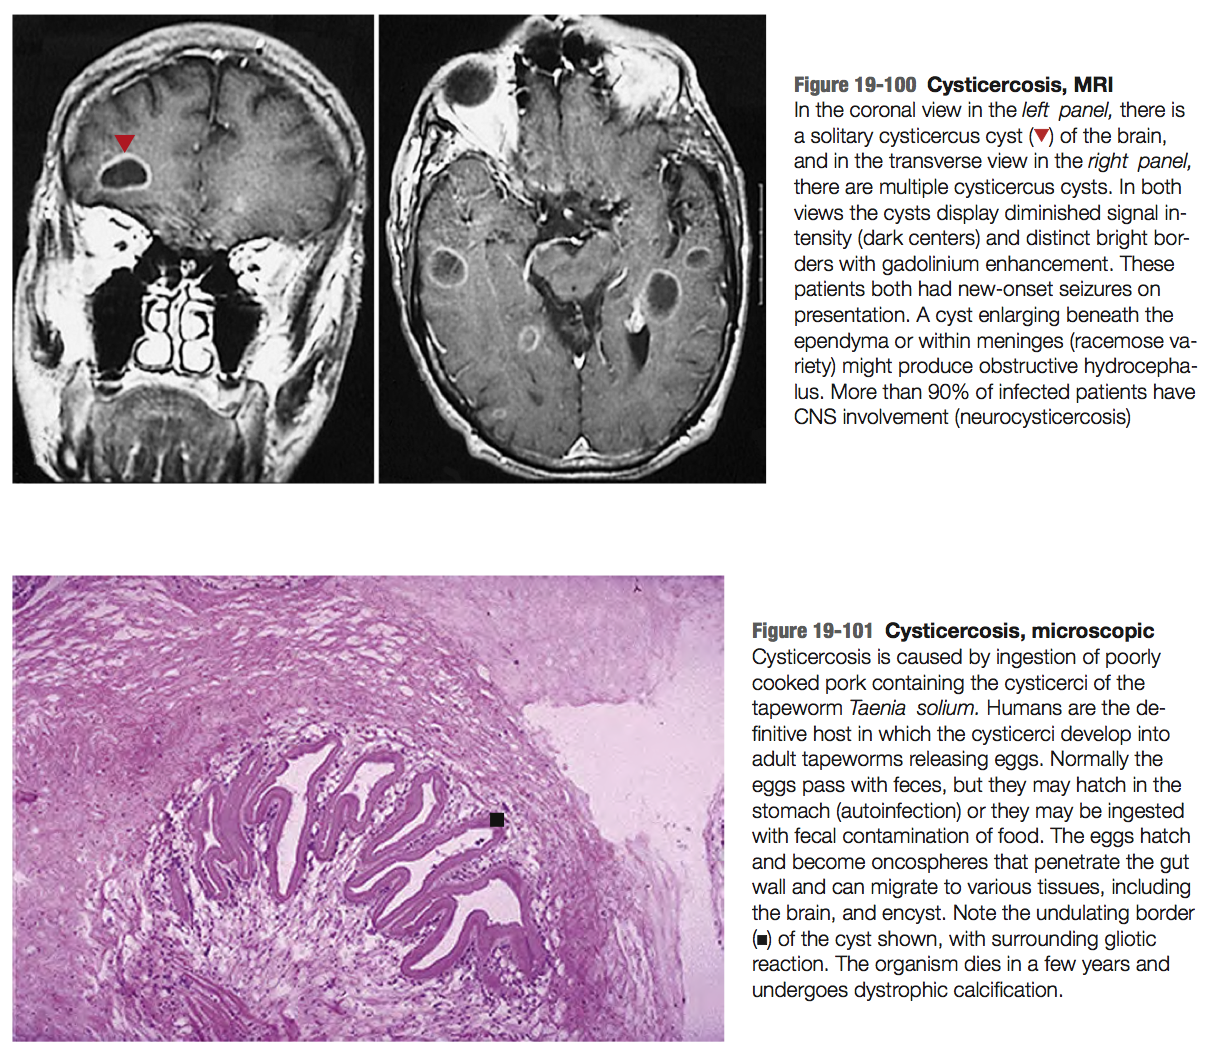 Figure 19-100 Cysticercosis, MRI
In the coronal view in the left panel, there is
a solitary cysticercus cyst (▼) of the brain,
and in the transverse view in the right panel,
there are multiple cysticercus cysts. In both
views the cysts display diminished signal in-
tensity (dark centers) and distinct bright bor-
ders with gadolinium enhancement. These
patients both had new-onset seizures on
presentation. A cyst enlarging beneath the
ependyma or within meninges (racemose va-
riety) might produce obstructive hydrocepha-
lus. More than 90% of infected patients have
CNS involvement (neurocysticercosis)
Figure 19-101 Cysticercosis, microscopic
Cysticercosis is caused by ingestion of poorly
cooked pork containing the cysticerci of the
tapeworm Taenia solium. Humans are the de-
finitive host in which the cysticerci develop into
adult tapeworms releasing eggs. Normally the
eggs pass with feces, but they may hatch in the
stomach (autoinfection) or they may be ingested
with fecal contamination of food. The eggs hatch
and become oncospheres that penetrate the gut
wall and can migrate to various tissues, including
the brain, and encyst. Note the undulating border
(■) of the cyst shown, with surrounding gliotic
reaction. The organism dies in a few years and
undergoes dystrophic calcification.